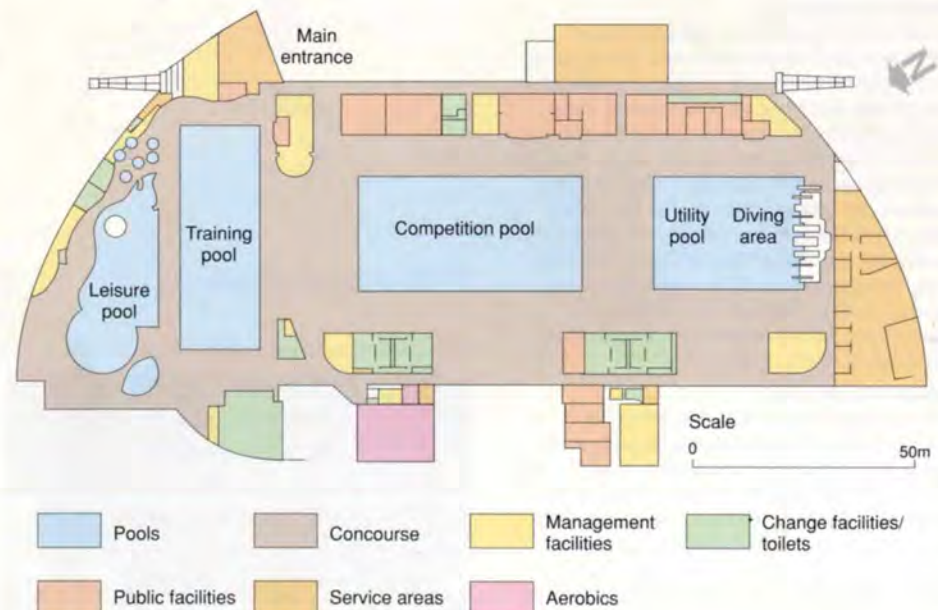 Main
entrance
N
Training
pool
Competition pool
Utility
pool
Diving
area
Leisure
pool
Scale
0
50m
Pools
Concourse
Management
facilities
Change facilities/
toilets
Public facilities
Service areas
Aerobics